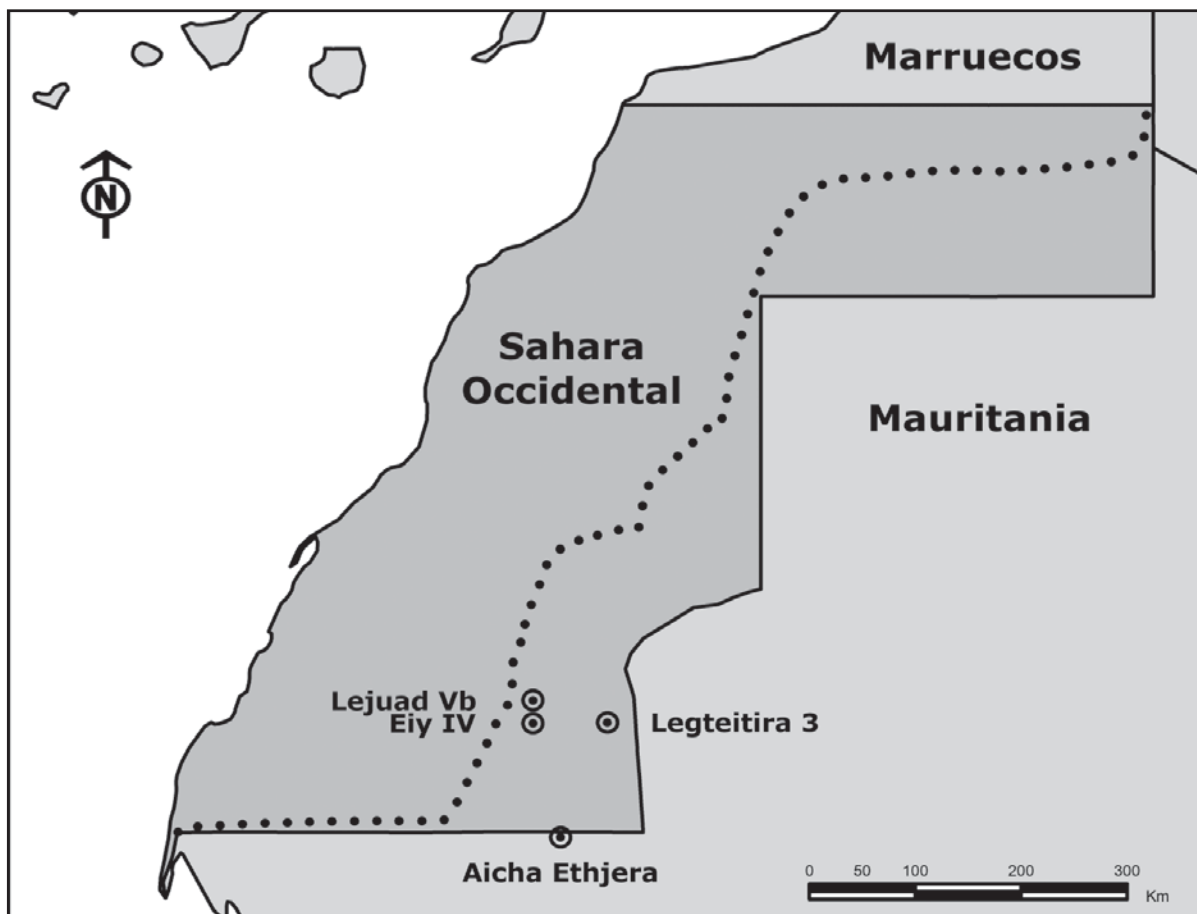 Marruecos
N
Sahara
Occidental
Mauritania
Lejuad Vb
Eiy IV
Legteitira 3
Aicha Ethjera
0 50 100 200 300
Km